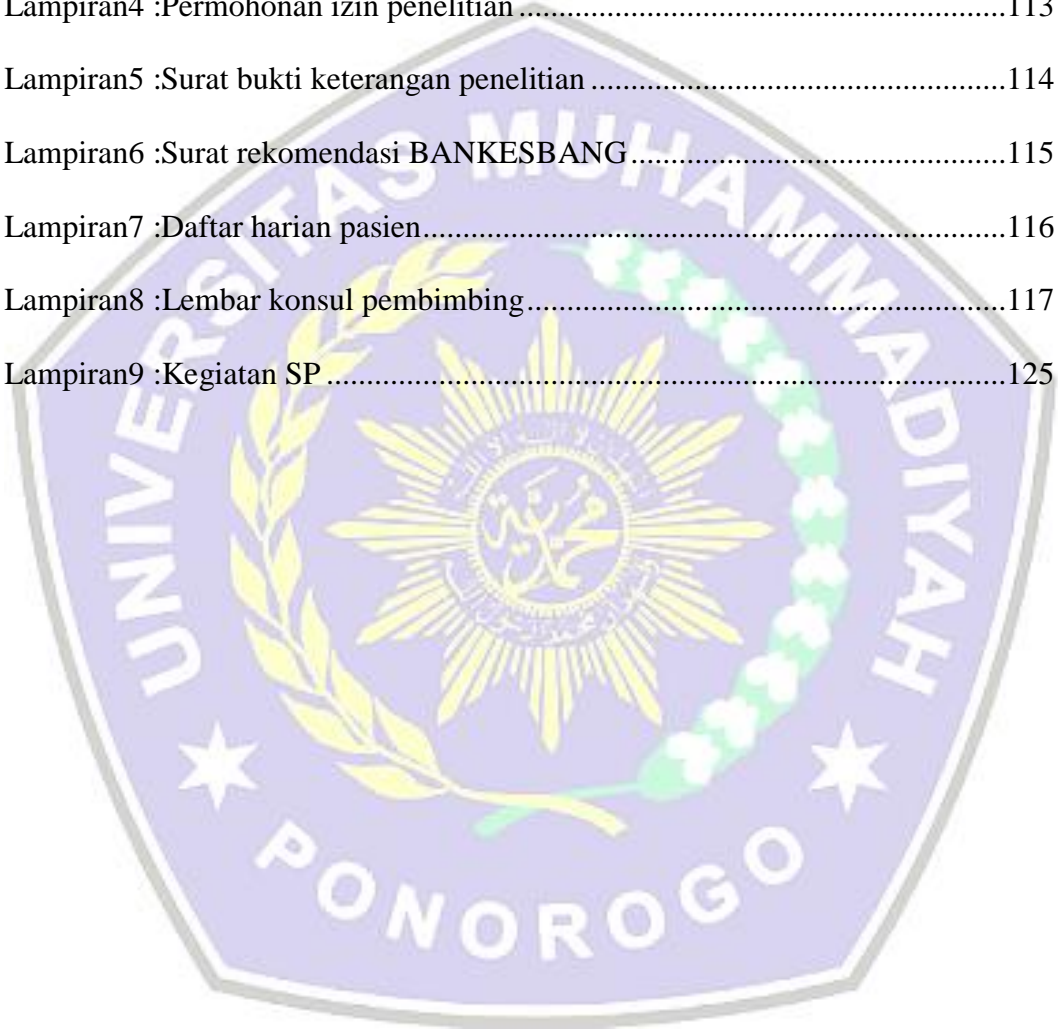 Lampiran4 :Permohonan izin penelitian ........................................................................113
Lampiran5 :Surat bukti keterangan penelitian ............................................................114
Lampiran6 :Surat rekomendasi BANKESBANG......................................................115
Lampiran7 :Daftar harian pasien....................................................................................116
Lampiran8 :Lembar konsul pembimbing.....................................................................117
Lampiran9 :Kegiatan SP ..................................................................................................125
UNIVERSITAS MUHAMMADIYAH
PONOROGO
محمدية